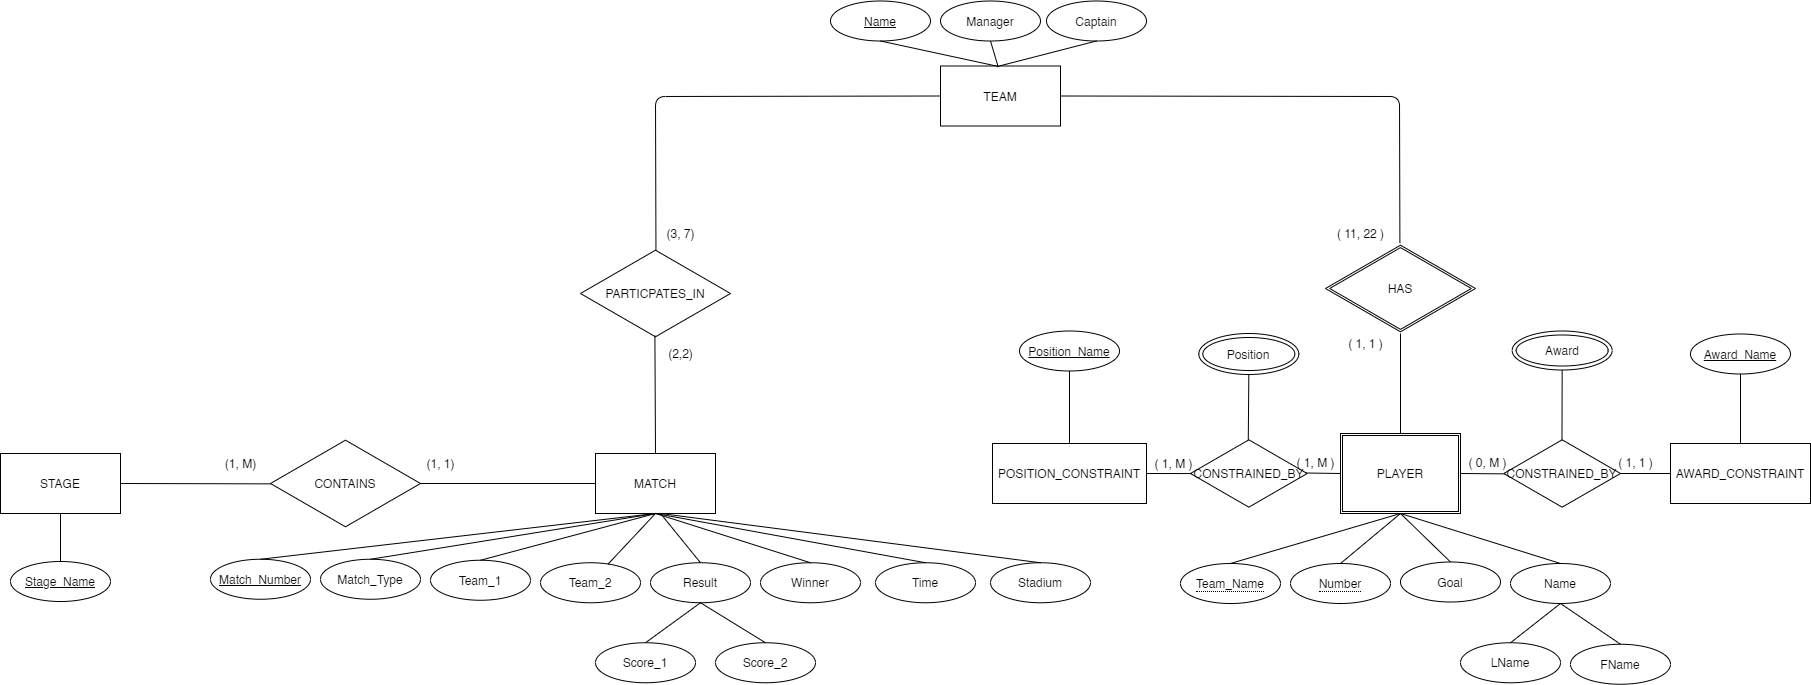 Name
Manager
Captain
TEAM
(3, 7)
( 11, 22 )
PARTICPATES_IN
HAS
(2,2)
( 1, 1 )
Position_Name
Position
Award
Award_Name
STAGE
(1, M)
CONTAINS
(1, 1)
MATCH
POSITION_CONSTRAINT
( 1, M )
CONSTRAINED_BY
(1, M )
PLAYER
( 0, M )
CONSTRAINED_BY
( 1, 1 )
AWARD_CONSTRAINT
Stage_Name
Match_Number
Match_Type
Team_1
Team_2
Result
Winner
Time
Stadium
Team_Name
Number
Goal
Name
Score_1
Score_2
LName
FName